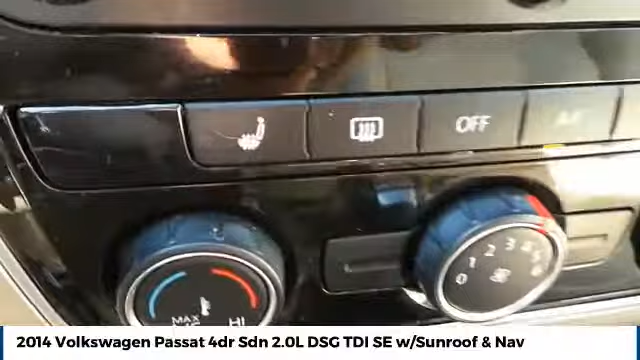 OFF
A/C
0 1 2 3 4 5 6
MAX HI
2014 Volkswagen Passat 4dr Sdn 2.0L DSG TDI SE w/Sunroof & Nav